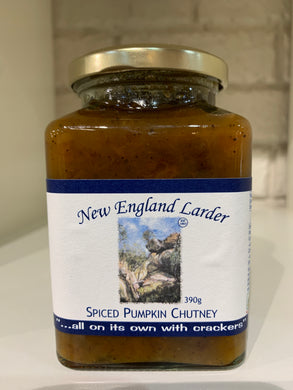 New England Larder
390g
SPICED PUMPKIN CHUTNEY
"...all on its own with crackers"